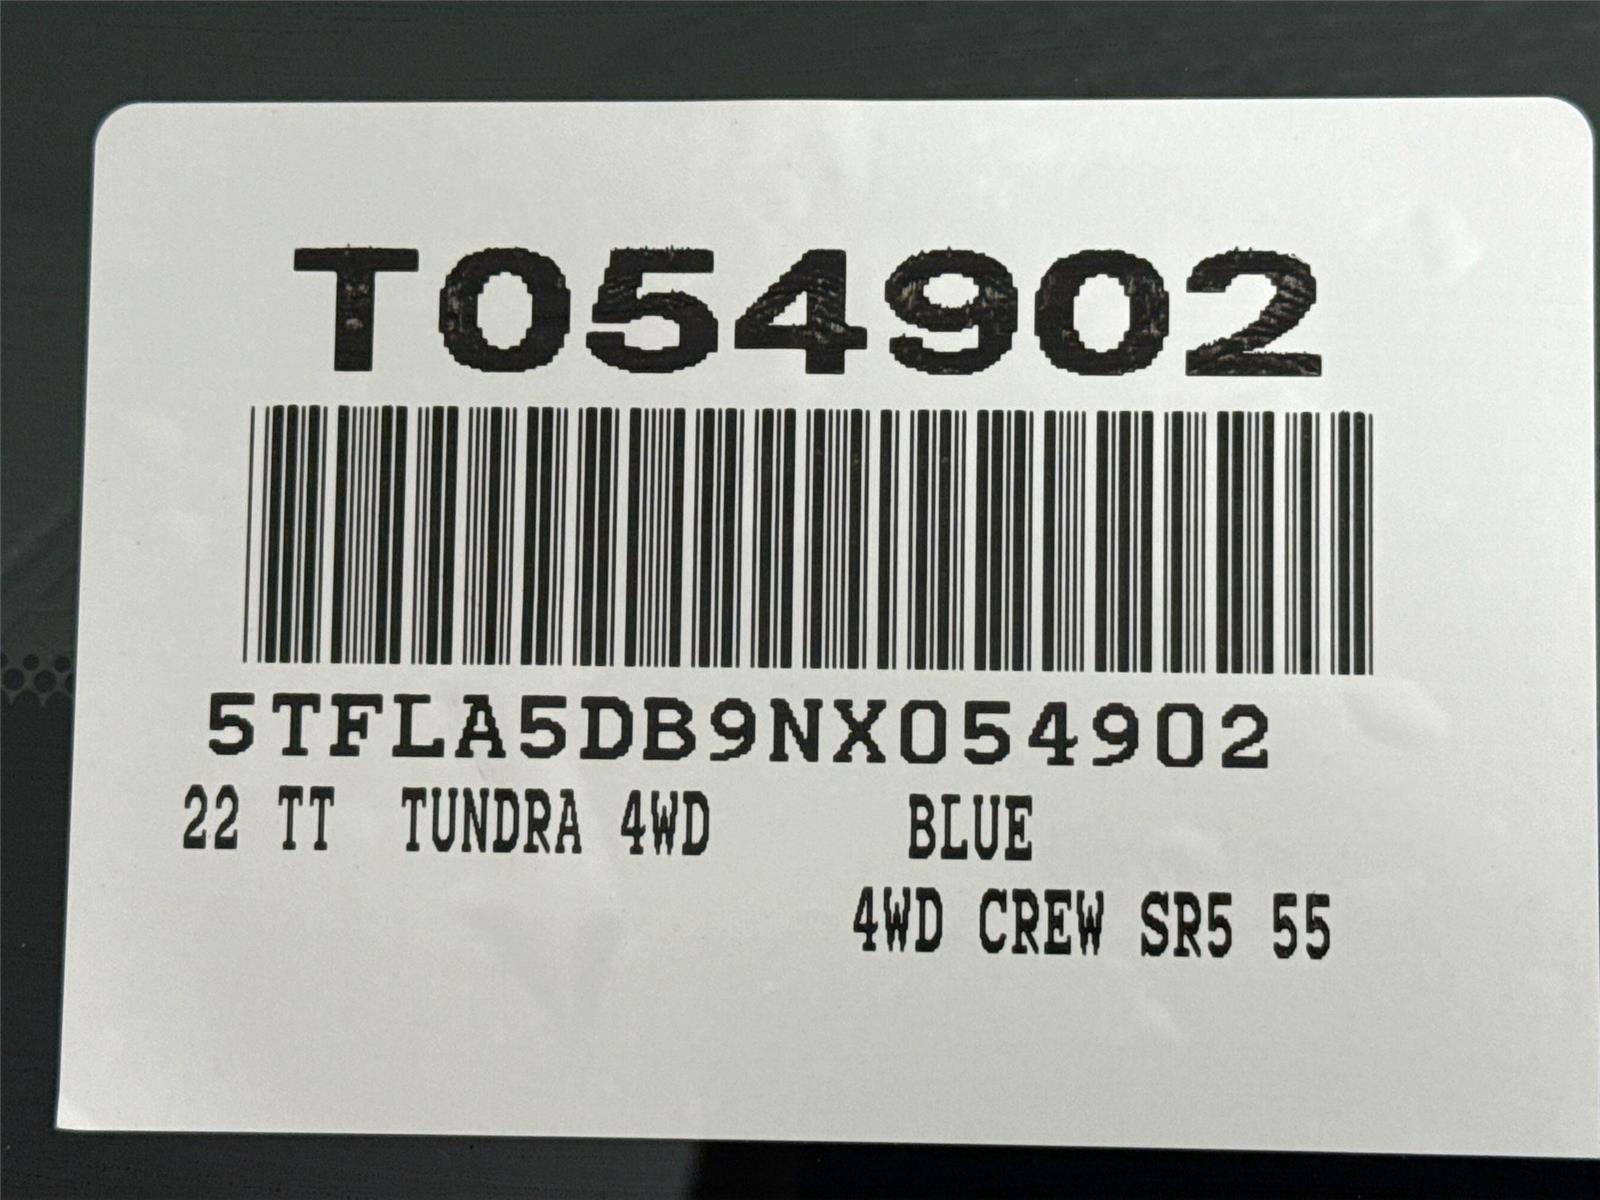 T054902
5TFLA5DB9NX054902
22 TT TUNDRA 4WD BLUE
4WD CREW SR5 55